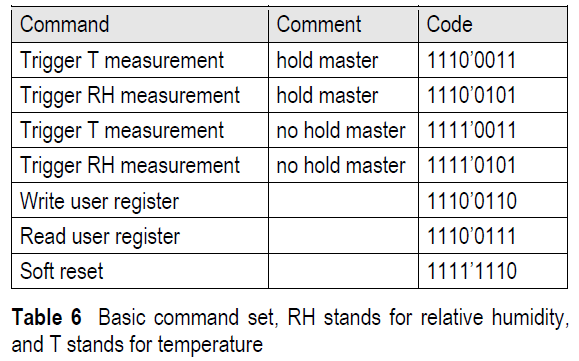 Command Comment Code
Trigger T measurement hold master 1110’0011
Trigger RH measurement hold master 1110’0101
Trigger T measurement no hold master 1111’0011
Trigger RH measurement no hold master 1111’0101
Write user register 1110’0110
Read user register 1110’0111
Soft reset 1111’1110
Table 6 Basic command set, RH stands for relative humidity,
and T stands for temperature